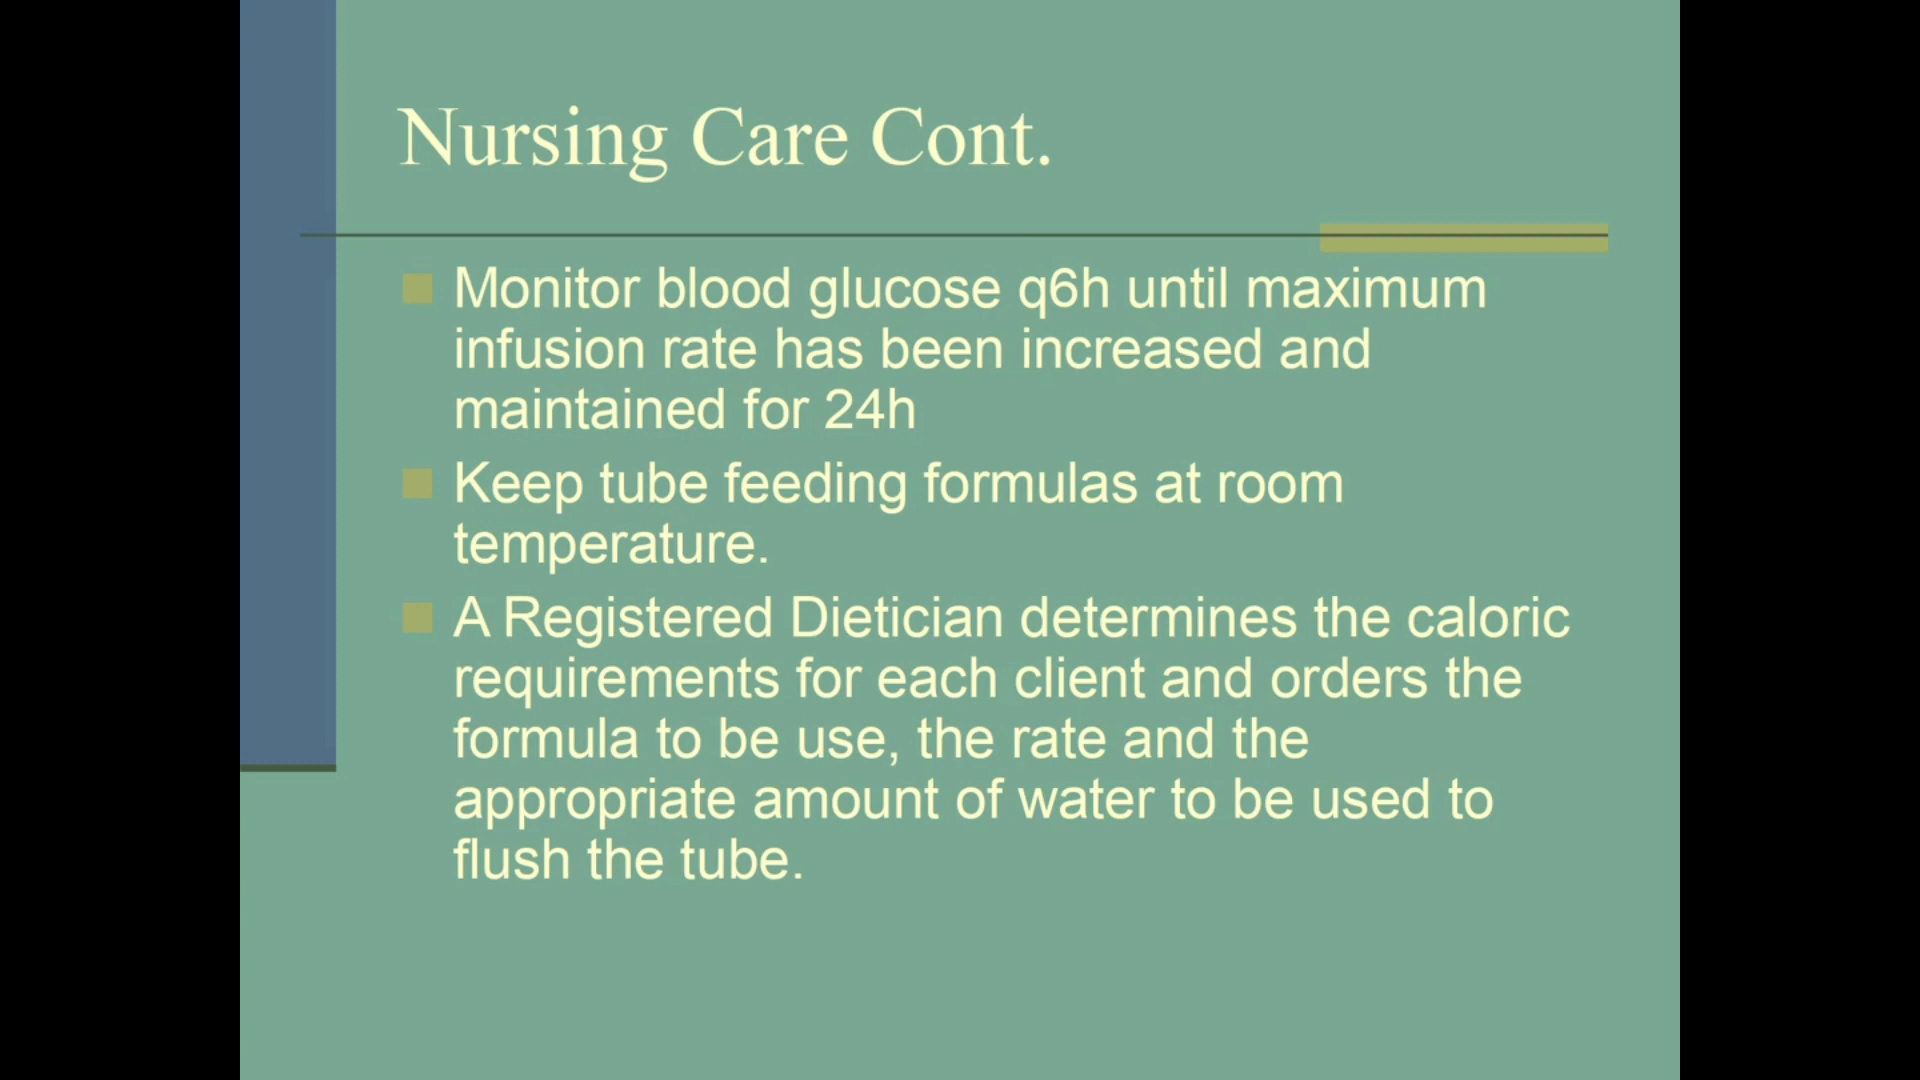 Nursing Care Cont.
Monitor blood glucose q6h until maximum
infusion rate has been increased and
maintained for 24h
Keep tube feeding formulas at room
temperature.
A Registered Dietician determines the caloric
requirements for each client and orders the
formula to be use, the rate and the
appropriate amount of water to be used to
flush the tube.